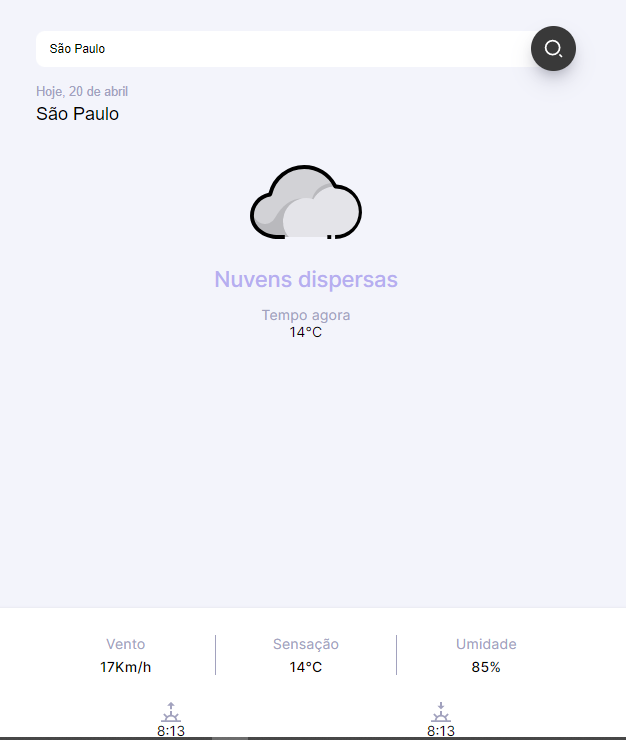 São Paulo
Hoje, 20 de abril
São Paulo
Nuvens dispersas
Tempo agora
14°C
Vento Sensação Umidade
17Km/h 14°C 85%
8:13 8:13